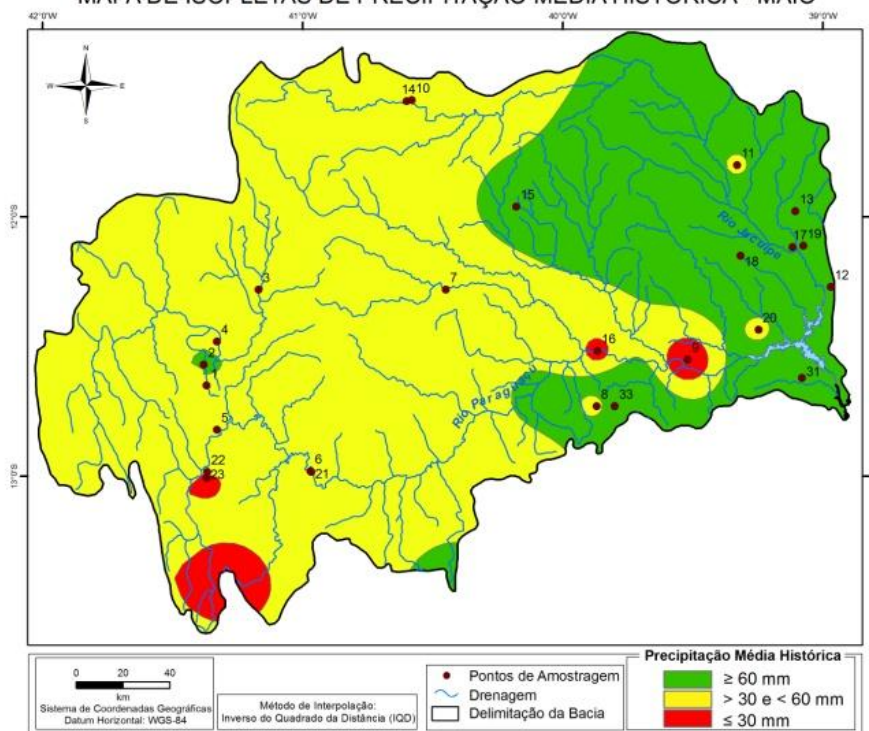 MAPA DE ISOPLETAS DE PRECIPITAÇÃO MÉDIA HISTÓRICA - MAIO
42°0'W 41°0'W 40°0'W 39°0'W
N
W E
S
14 10
11
15
13
12°0'S
Rio Jacuípe
17 19
18
3
7
12
20
4
16
9
2
1
31
Rio Paraguaçu
8 33
5
22
6
23
21
13°0'S
0 20 40
km
Sistema de Coordenadas Geográficas
Datum Horizontal: WGS-84
Método de Interpolação:
Inverso do Quadrado da Distância (IQD)
Pontos de Amostragem
Drenagem
Delimitação da Bacia
Precipitação Média Histórica
≥ 60 mm
> 30 e < 60 mm
≤ 30 mm